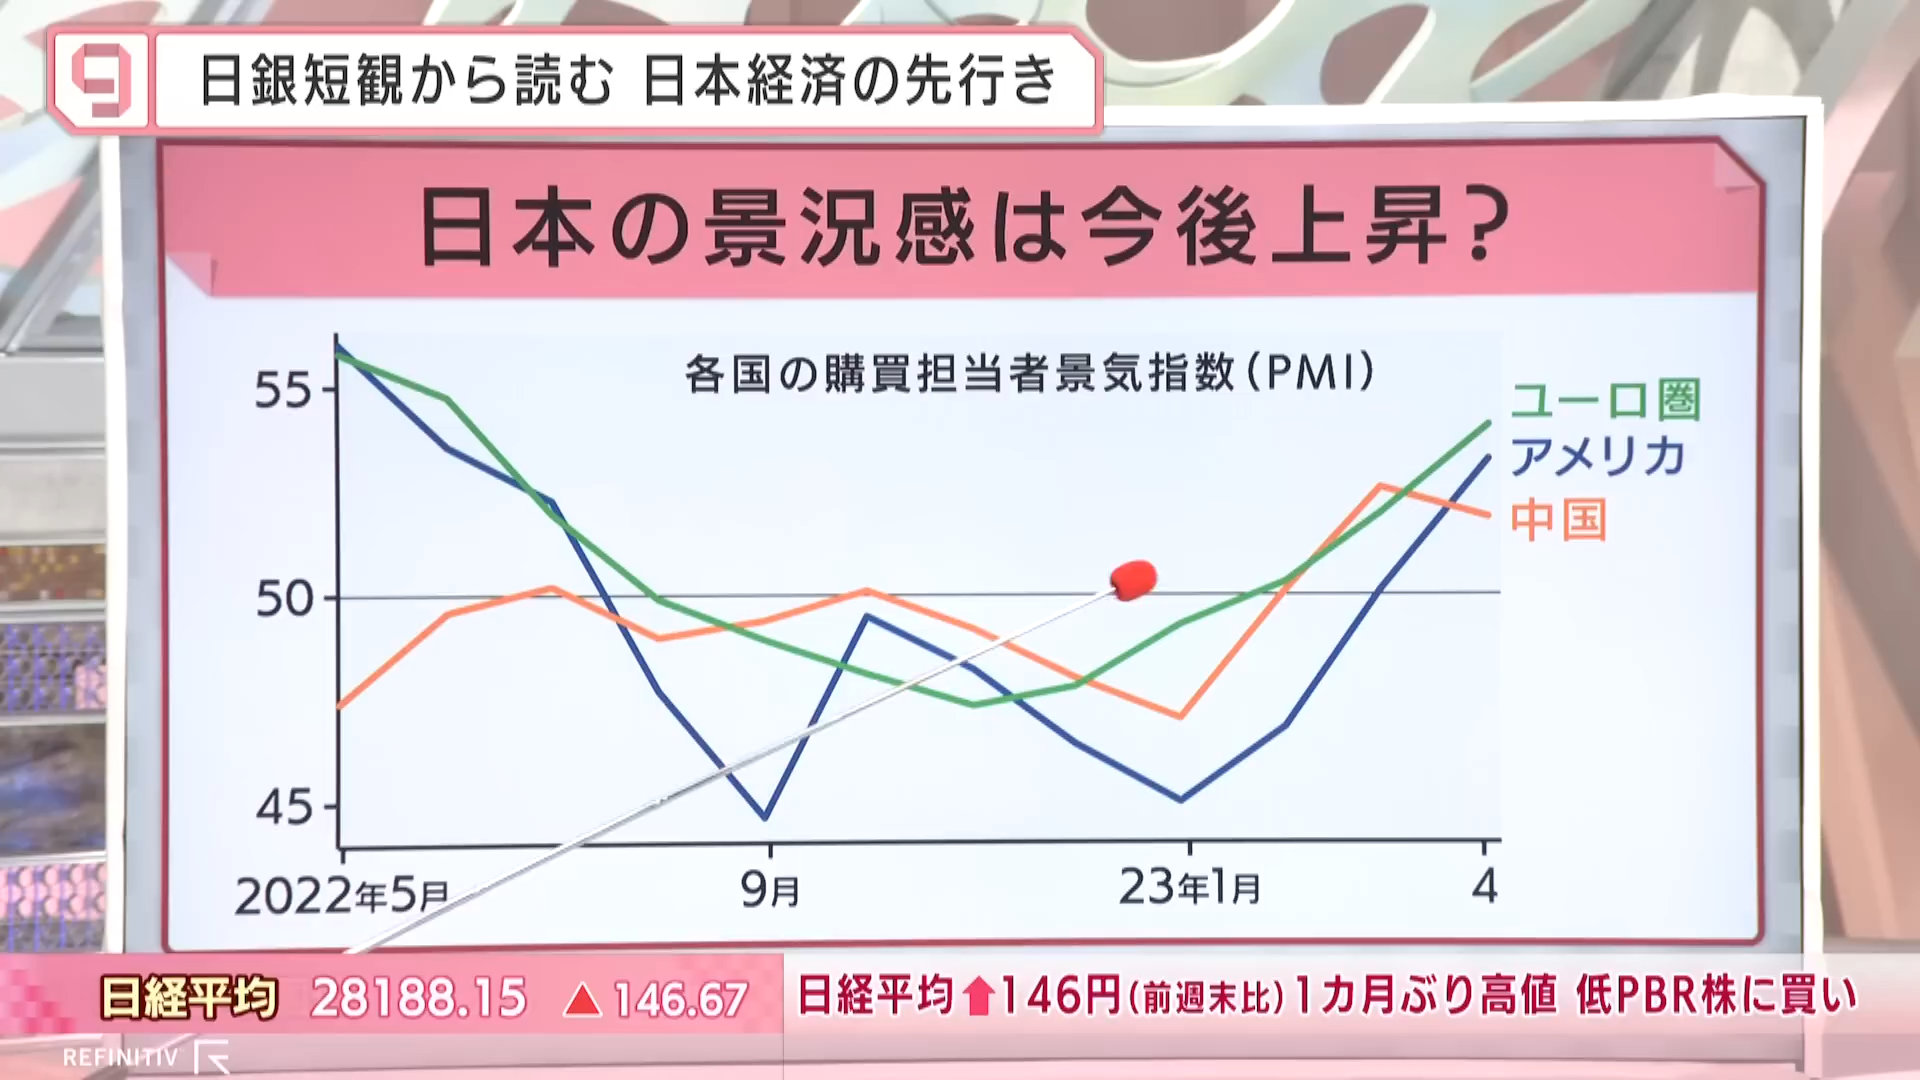 9 日銀短観から読む 日本経済の先行き
日本の景況感は今後上昇?
各国の購買担当者景気指数(PMI)
55
50
45
ユーロ圏
アメリカ
中国
2022年5月 9月 23年1月 4
日経平均 28188.15 ▲146.67
日経平均⬆146円(前週末比)1カ月ぶり高値 低PBR株に買い
REFINITIV